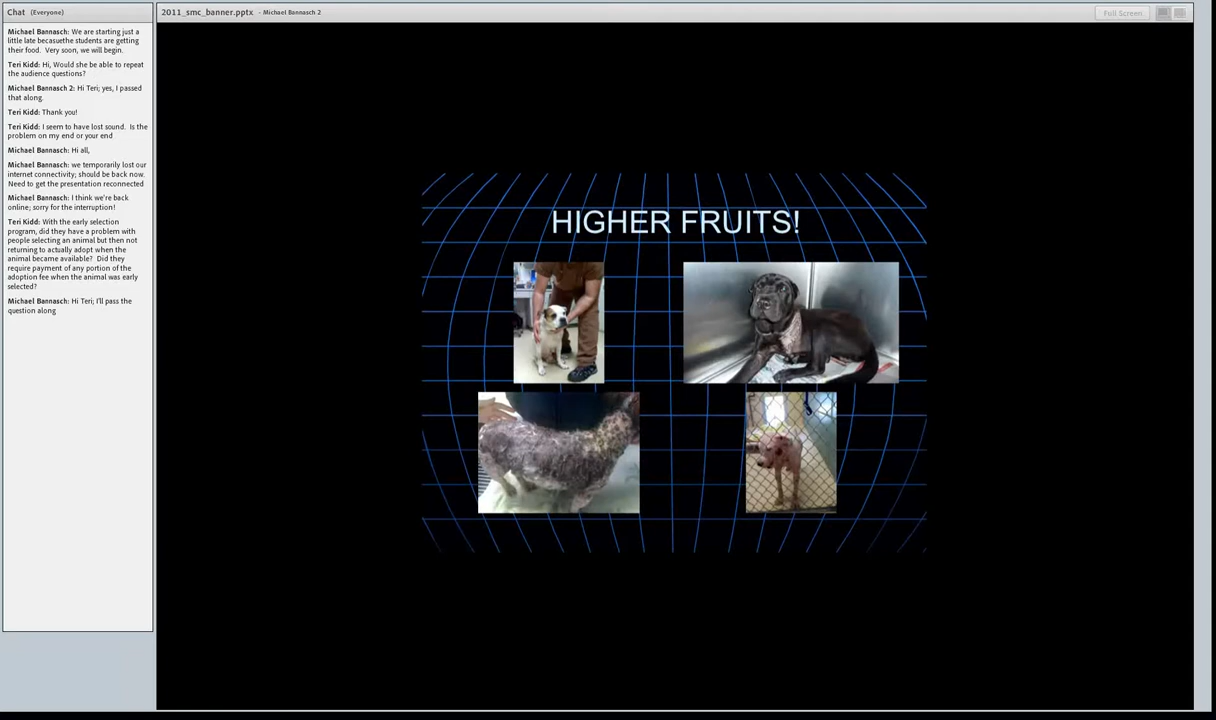 Chat (Everyone)
2011_smc_banner.pptx - Michael Bannasch 2
Full Screen
Michael Bannasch: We are starting just a
little late becasuethe students are getting
their food. Very soon, we will begin.
Teri Kidd: Hi, Would she be able to repeat
the audience questions?
Michael Bannasch 2: Hi Teri; yes, I passed
that along.
Teri Kidd: Thank you!
Teri Kidd: I seem to have lost sound. Is the
problem on my end or your end
Michael Bannasch: Hi all,
Michael Bannasch: we temporarily lost our
internet connectivity; should be back now.
Need to get the presentation reconnected
Michael Bannasch: I think we're back
online; sorry for the interruption!
Teri Kidd: With the early selection
program, did they have a problem with
people selecting an animal but then not
returning to actually adopt when the
animal became available? Did they
require payment of any portion of the
adoption fee when the animal was early
selected?
Michael Bannasch: Hi Teri; I'll pass the
question along
HIGHER FRUITS!